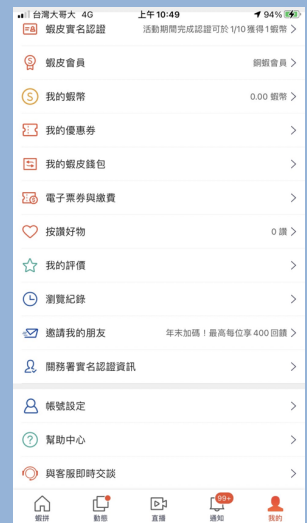 台灣大哥大 4G 上午10:49 94%
蝦皮實名認證 活動期間完成認證可於 1/10 獲得 1 蝦幣
蝦皮會員 銅蝦會員
我的蝦幣 0.00 蝦幣
我的優惠券
我的蝦皮錢包
電子票券與繳費
按讚好物 0 讚
我的評價
瀏覽紀錄
邀請我的朋友 年末加碼！最高每位享 400 回饋
關務署實名認證資訊
帳號設定
幫助中心
與客服即時交談
99+
蝦拼 動態 直播 通知 我的